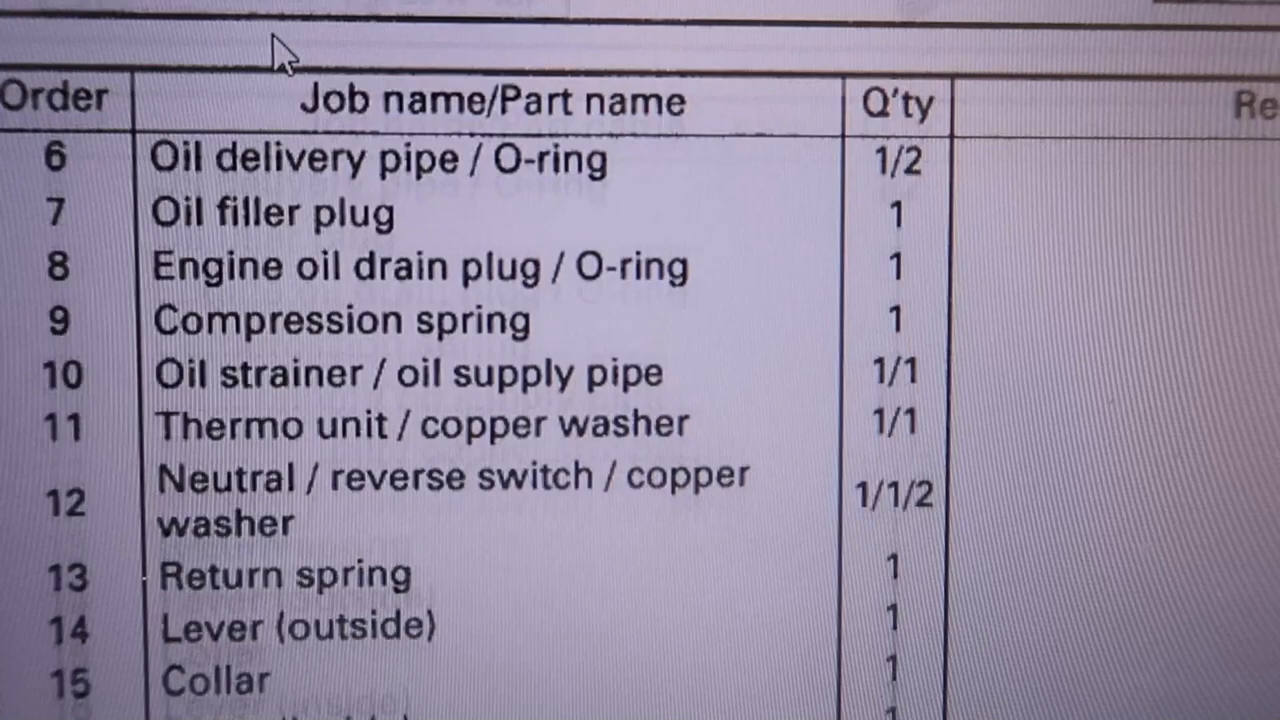 Order Job name/Part name Q'ty Re
6 Oil delivery pipe / O-ring 1/2
7 Oil filler plug 1
8 Engine oil drain plug / O-ring 1
9 Compression spring 1
10 Oil strainer / oil supply pipe 1/1
11 Thermo unit / copper washer 1/1
12 Neutral / reverse switch / copper washer 1/1/2
13 Return spring 1
14 Lever (outside) 1
15 Collar 1